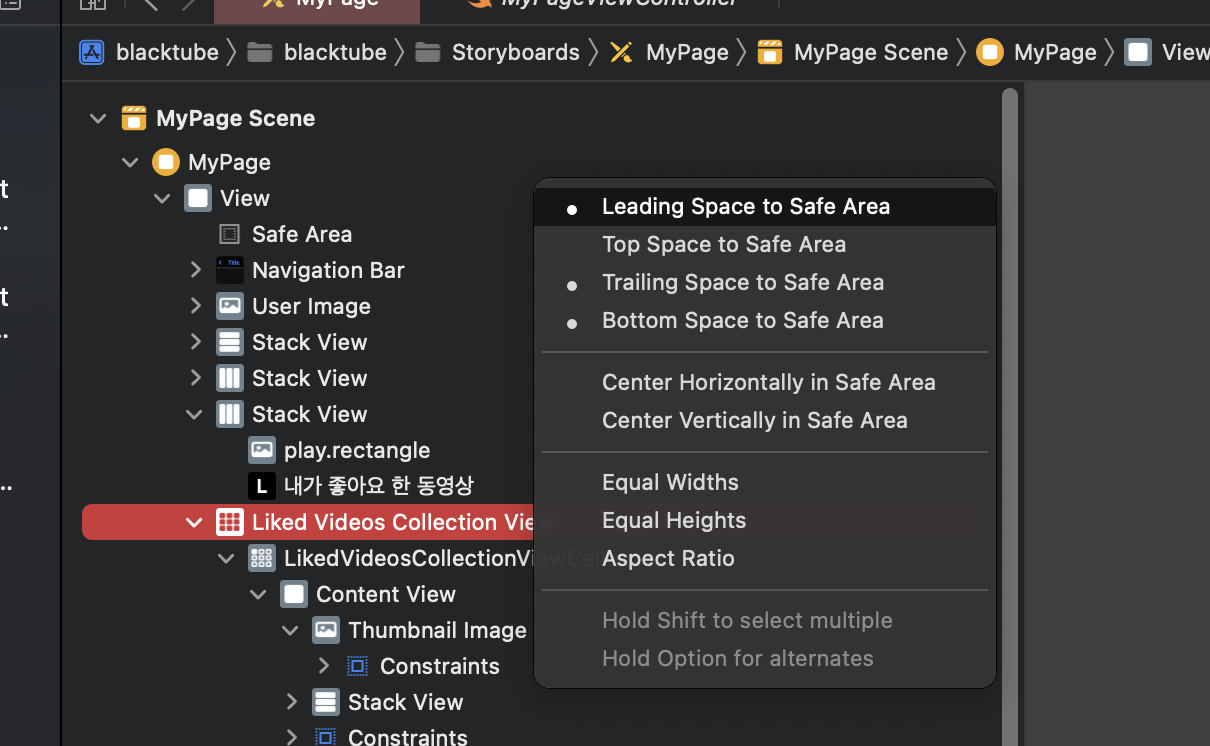 MyPage MyPageViewController
blacktube blacktube Storyboards MyPage MyPage Scene MyPage View
MyPage Scene
MyPage
View
Safe Area
Title
Navigation Bar
User Image
Stack View
Stack View
Stack View
play.rectangle
L 내가 좋아요 한 동영상
Liked Videos Collection View
LikedVideosCollectionViewCel
Content View
Thumbnail Image
Constraints
Stack View
Constraints
Leading Space to Safe Area
Top Space to Safe Area
Trailing Space to Safe Area
Bottom Space to Safe Area
Center Horizontally in Safe Area
Center Vertically in Safe Area
Equal Widths
Equal Heights
Aspect Ratio
Hold Shift to select multiple
Hold Option for alternates
t
..
t
..
..